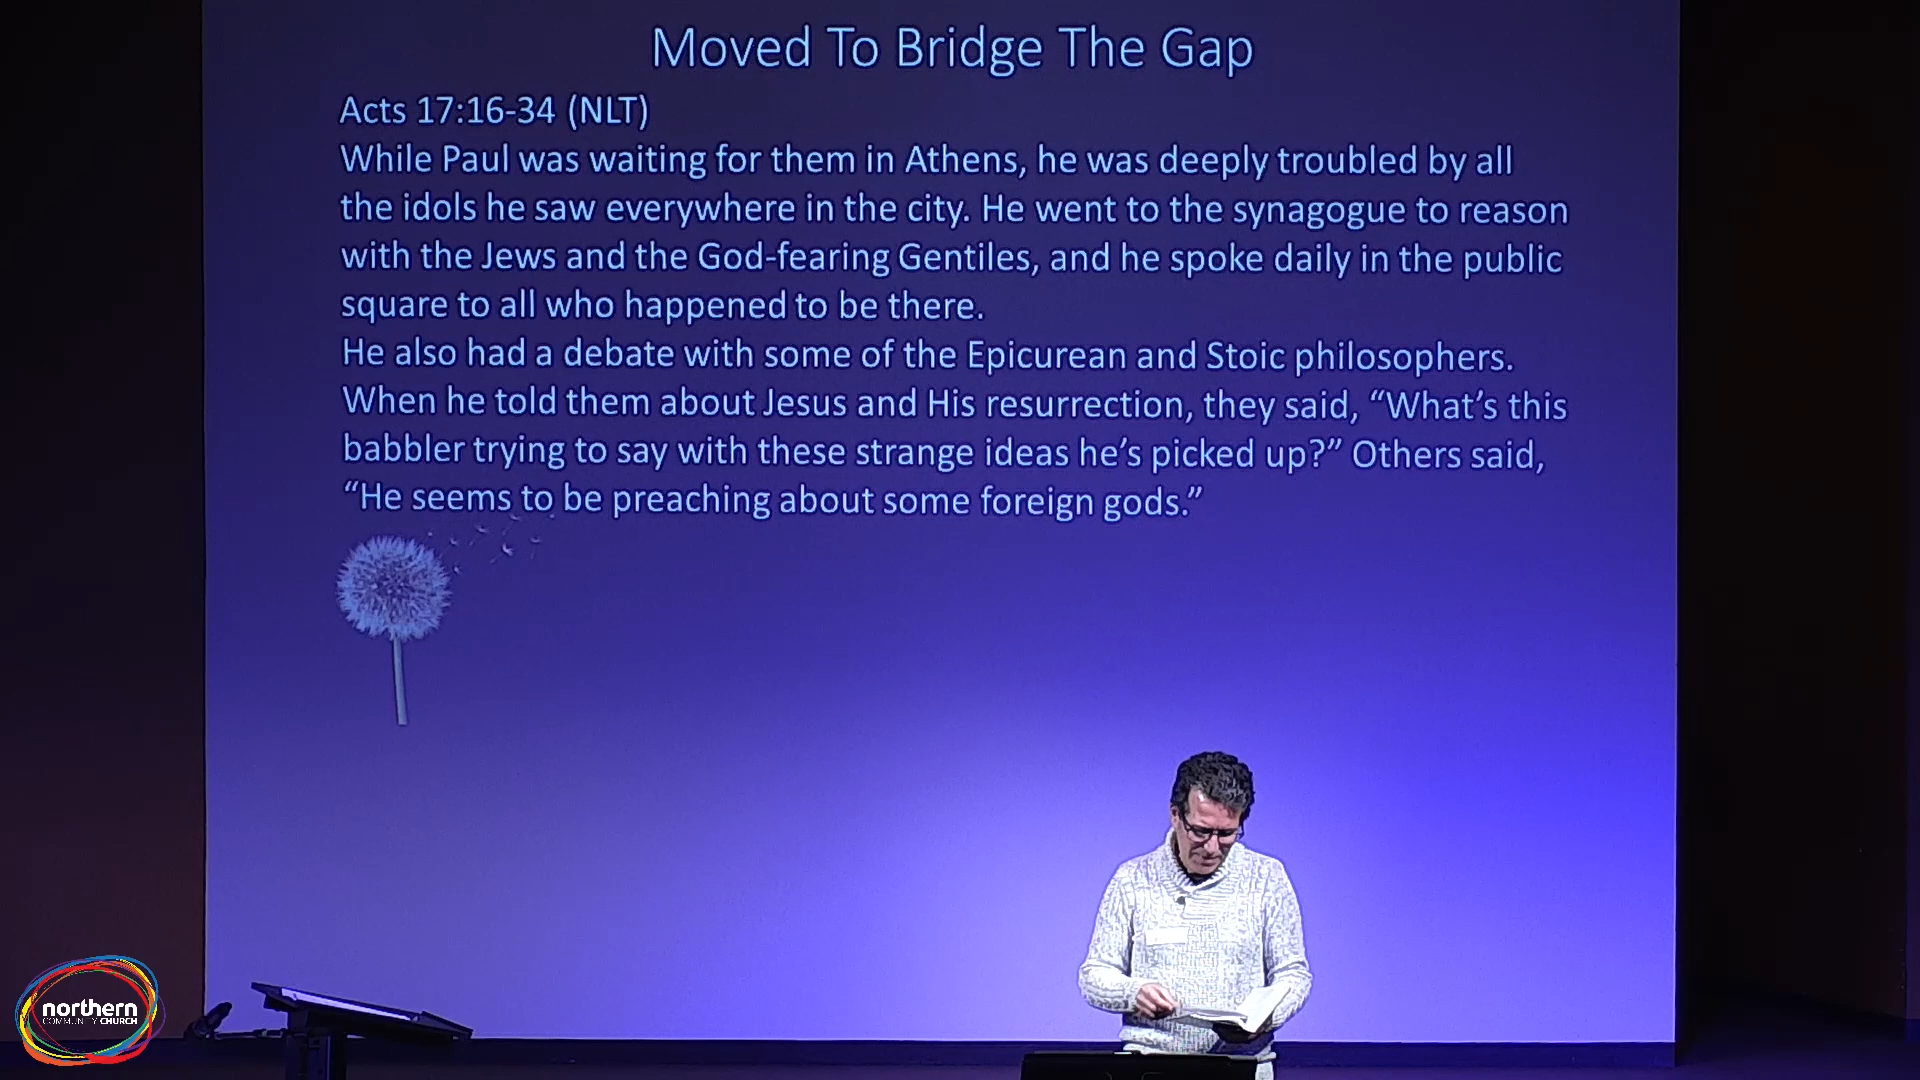 Moved To Bridge The Gap
Acts 17:16-34 (NLT)
While Paul was waiting for them in Athens, he was deeply troubled by all
the idols he saw everywhere in the city. He went to the synagogue to reason
with the Jews and the God-fearing Gentiles, and he spoke daily in the public
square to all who happened to be there.
He also had a debate with some of the Epicurean and Stoic philosophers.
When he told them about Jesus and His resurrection, they said, “What’s this
babbler trying to say with these strange ideas he’s picked up?” Others said,
“He seems to be preaching about some foreign gods.”
northern
COMMUNITY CHURCH